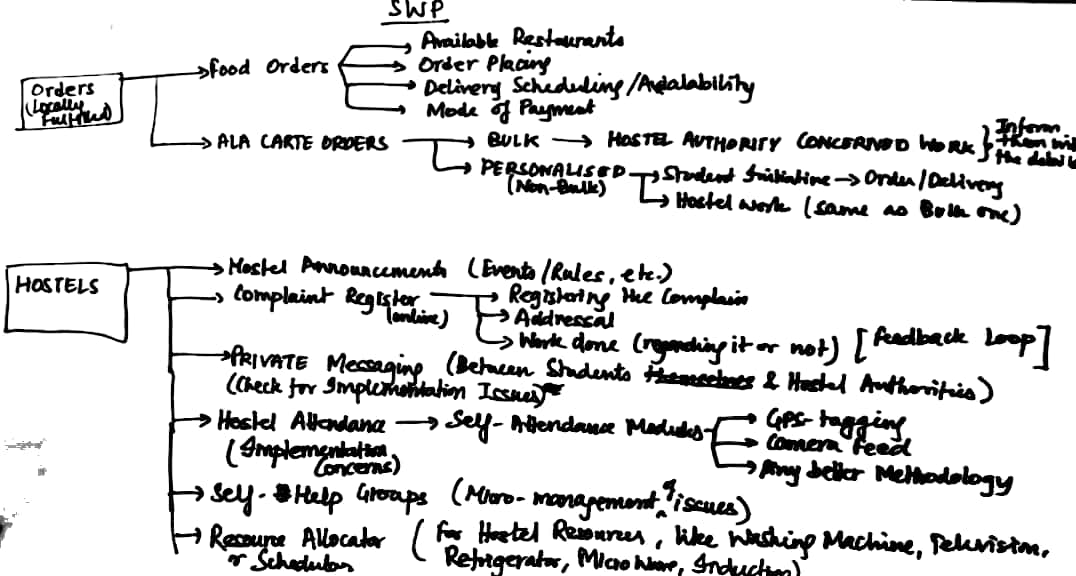 SWP
Orders
(Locally
Fulfilled)
Food Orders
Available Restaurants
Order Placing
Delivery Scheduling/Avalability
Mode of Payment
ALA CARTE ORDERS
BULK → HOSTEL AUTHORITY CONCERNED WORK
Inform
them
the
PERSONALISED
(Non-Bulk)
Student Initiative → Order/Delivery
Hostel work (same as Bulk one)
HOSTELS
Hostel Announcements (Events/Rules, etc.)
Complaint Register
(online)
Registering the Complain
Addressal
Work done (regarding it or not) [Feedback Loop]
PRIVATE Messaging (Between Students themselves & Hostel Authorities)
(Check for Implementation Issues)
Hostel Attendance → Self-Attendance Modules
(Implementation
Concerns)
GPS-tagging
Camera Feed
Any better Methodology
Self-Help Groups (Micro-management of issues)
Resource Allocator (For Hostel Resources, like Washing Machine, Television,
or Scheduler Refrigerator, Microwave, Induction)